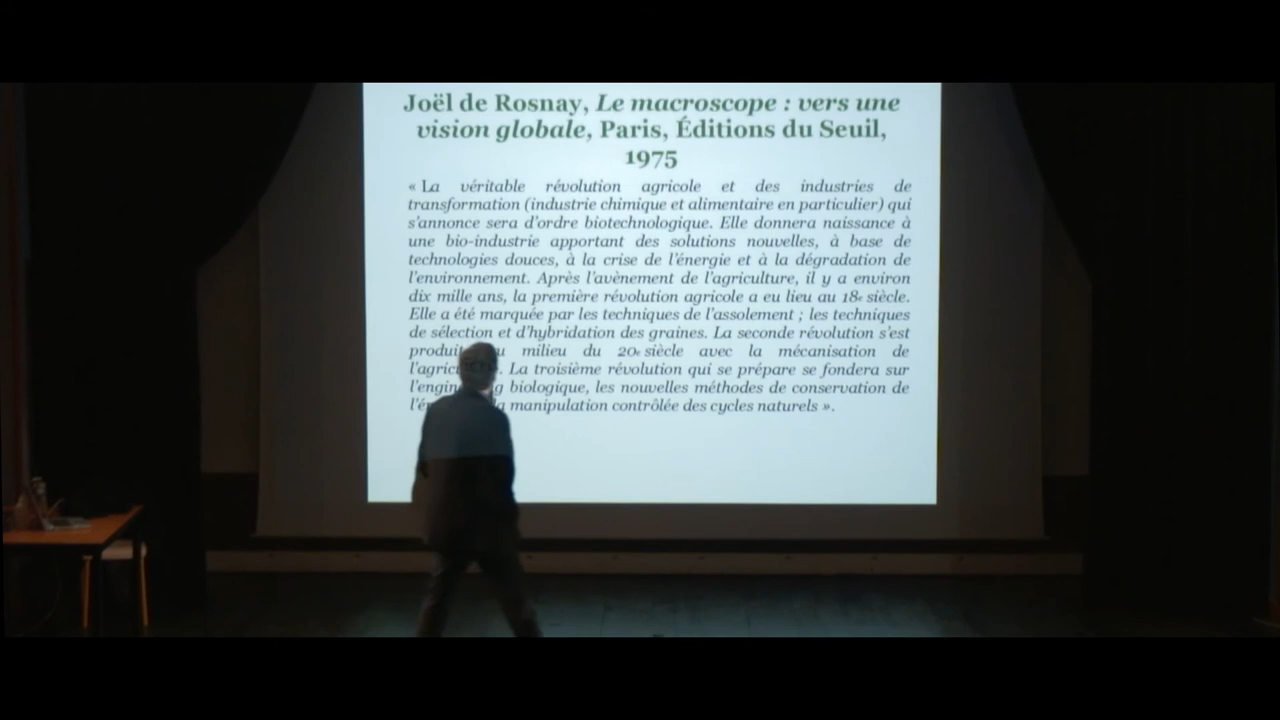 Joël de Rosnay, Le macroscope : vers une
vision globale, Paris, Éditions du Seuil,
1975
« La véritable révolution agricole et des industries de
transformation (industrie chimique et alimentaire en particulier) qui
s'annonce sera d'ordre biotechnologique. Elle donnera naissance à
une bio-industrie apportant des solutions nouvelles, à base de
technologies douces, à la crise de l'énergie et à la dégradation de
l'environnement. Après l'avènement de l'agriculture, il y a environ
dix mille ans, la première révolution agricole a eu lieu au 18e siècle.
Elle a été marquée par les techniques de l'assolement ; les techniques
de sélection et d'hybridation des graines. La seconde révolution s'est
milieu du 20e siècle avec la mécanisation de
La troisième révolution qui se prépare se fondera sur
biologique, les nouvelles méthodes de conservation de
manipulation contrôlée des cycles naturels ».